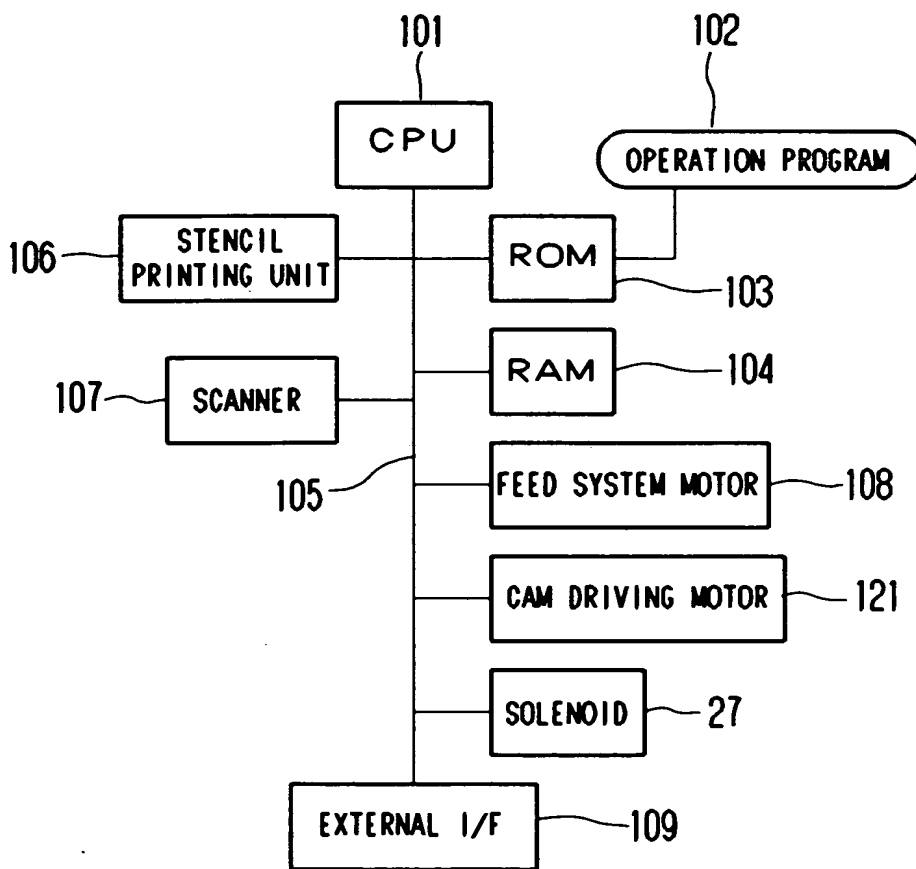 101
102
CPU
OPERATION PROGRAM
106
STENCIL
PRINTING UNIT
ROM
103
107
SCANNER
RAM
104
105
FEED SYSTEM MOTOR
108
CAM DRIVING MOTOR
121
SOLENOID
27
EXTERNAL I/F
109